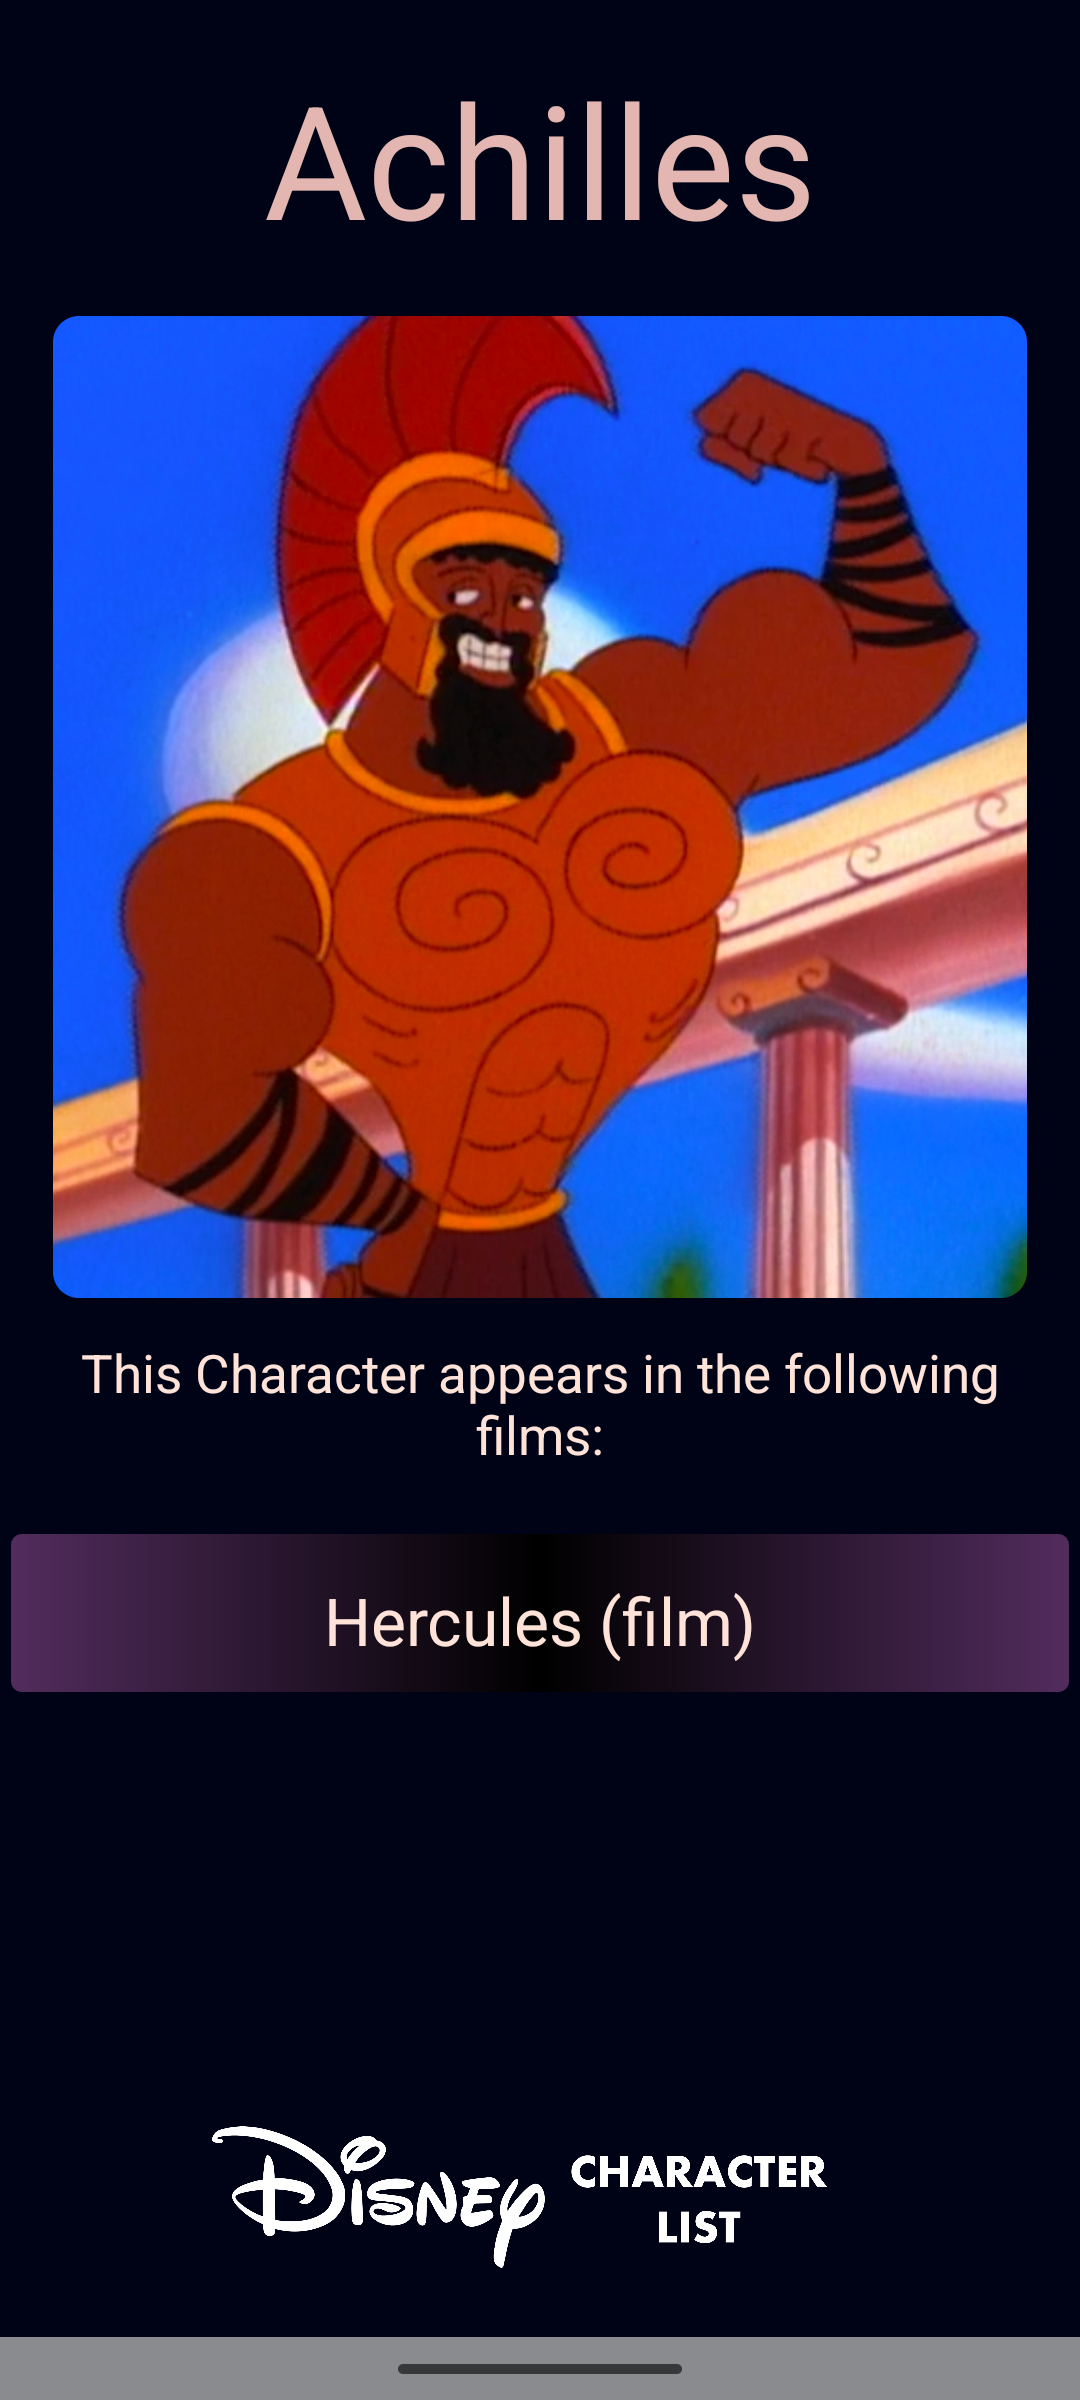 Achilles
This Character appears in the following
films:
Hercules (film)
Disney CHARACTER
LIST